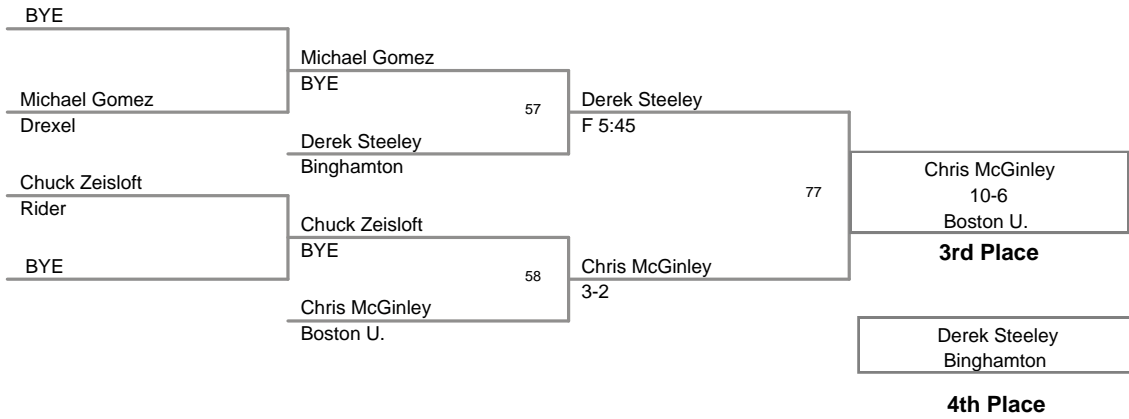 BYE
Michael Gomez
BYE
Michael Gomez
Drexel
57
Derek Steeley
F 5:45
Derek Steeley
Binghamton
Chuck Zeisloft
Rider
77
Chris McGinley
10-6
Boston U.
3rd Place
Chuck Zeisloft
BYE
BYE
58
Chris McGinley
3-2
Chris McGinley
Boston U.
Derek Steeley
Binghamton
4th Place